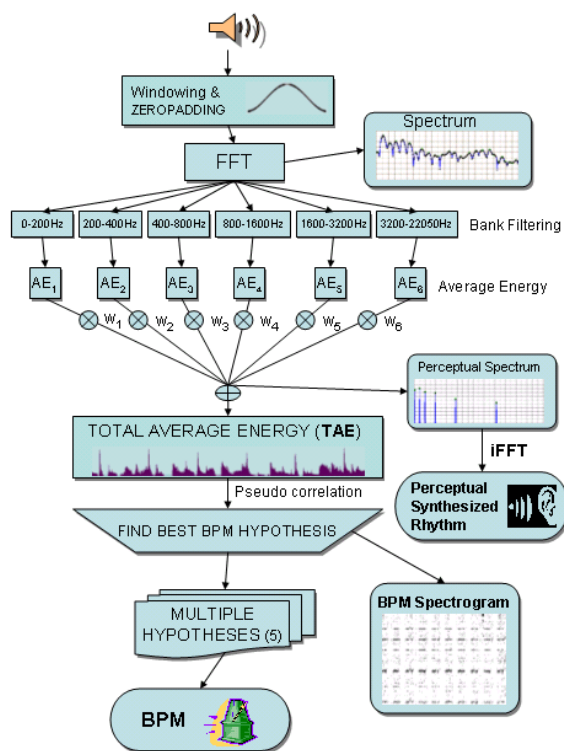 Windowing &
ZEROPADDING
Spectrum
FFT
0-200Hz 200-400Hz 400-800Hz 800-1600Hz 1600-3200Hz 3200-22050Hz Bank Filtering
AE1 AE2 AE3 AE4 AE5 AE6 Average Energy
W1 W2 W3 W4 W5 W6
Perceptual Spectrum
TOTAL AVERAGE ENERGY (TAE)
iFFT
Pseudo correlation
Perceptual
Synthesized
Rhythm
FIND BEST BPM HYPOTHESIS
BPM Spectrogram
MULTIPLE
HYPOTHESES (5)
BPM